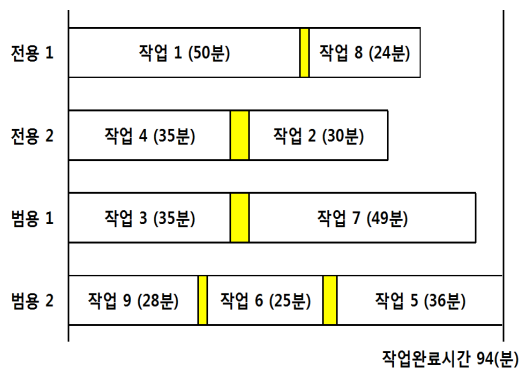 전용 1 작업 1 (50분) 작업 8 (24분)
전용 2 작업 4 (35분) 작업 2 (30분)
범용 1 작업 3 (35분) 작업 7 (49분)
범용 2 작업 9 (28분) 작업 6 (25분) 작업 5 (36분)
작업완료시간 94(분)